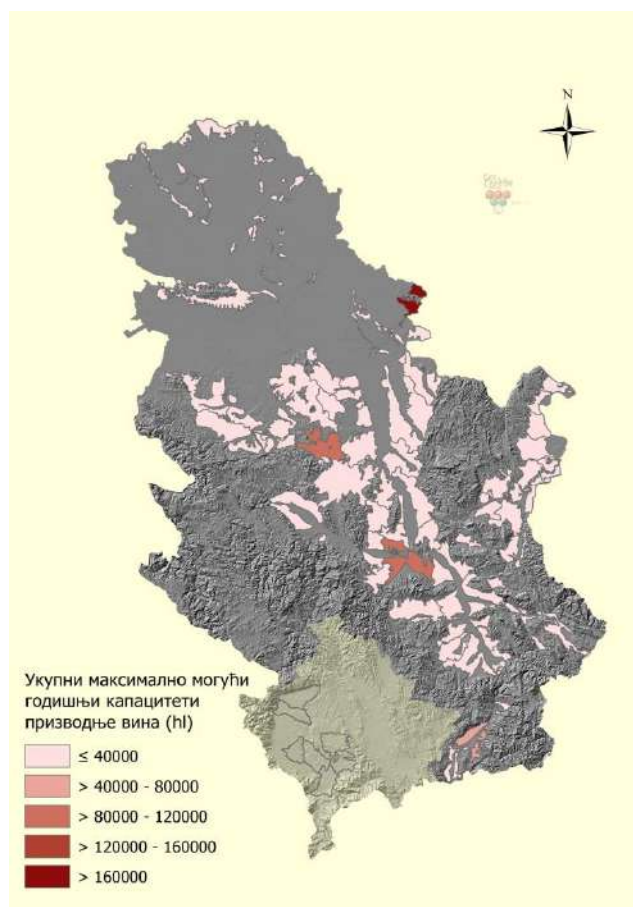 N
Укупни максимално могући
годишњи капацитети
призводње вина (hl)
≤ 40000
> 40000 - 80000
> 80000 - 120000
> 120000 - 160000
> 160000